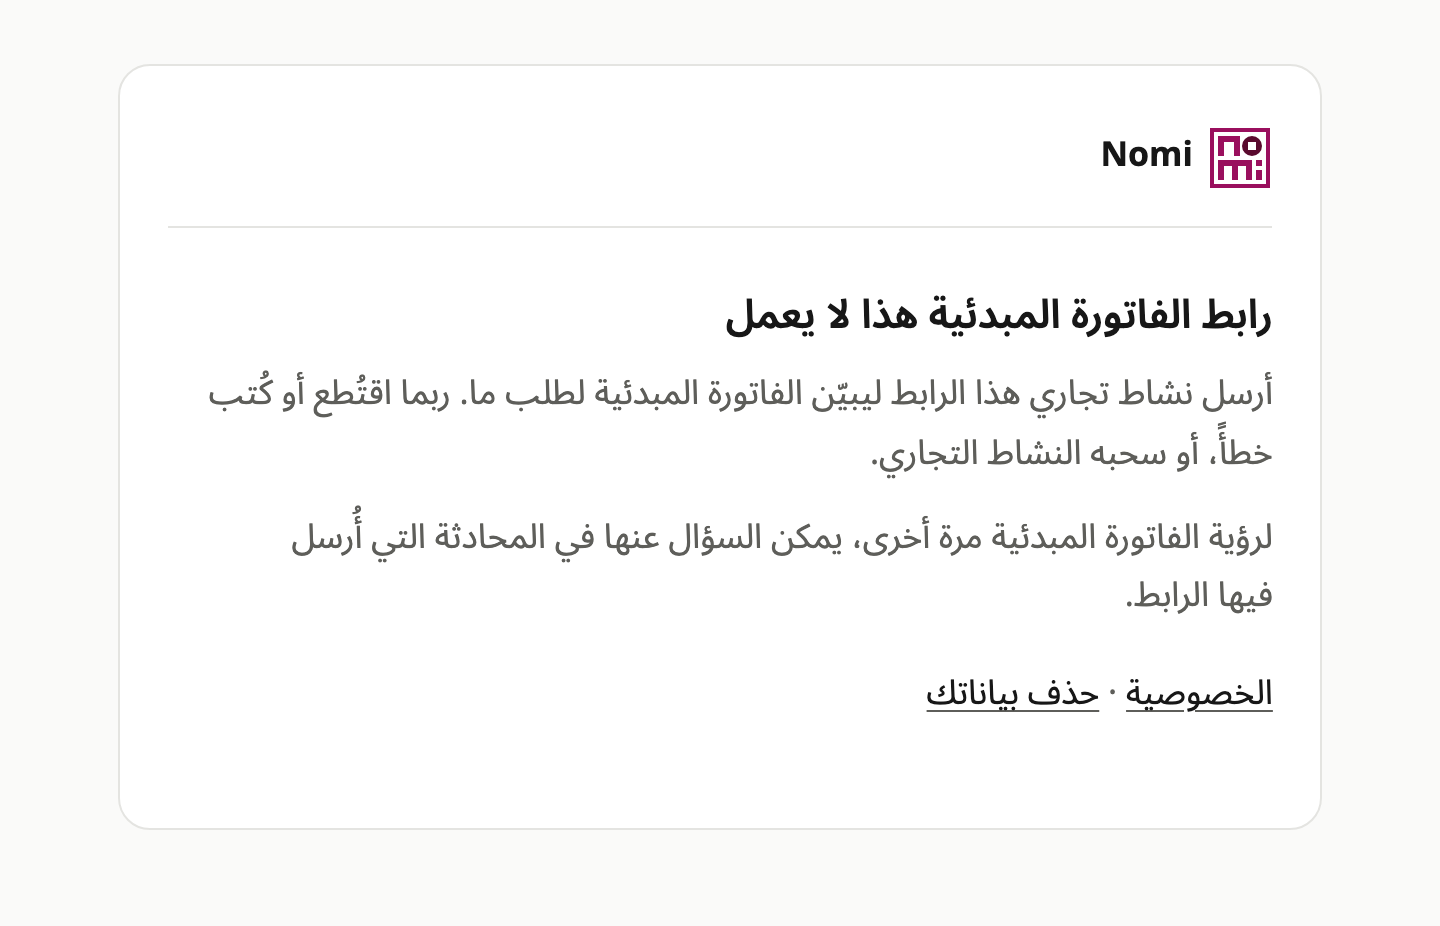 nomi
Nomi
رابط الفاتورة المبدئية هذا لا يعمل
أرسل نشاط تجاري هذا الرابط ليبيّن الفاتورة المبدئية لطلب ما. ربما اقتُطع أو كُتب
خطأً، أو سحبه النشاط التجاري.
لرؤية الفاتورة المبدئية مرة أخرى، يمكن السؤال عنها في المحادثة التي أُرسل
فيها الرابط.
الخصوصية · حذف بياناتك